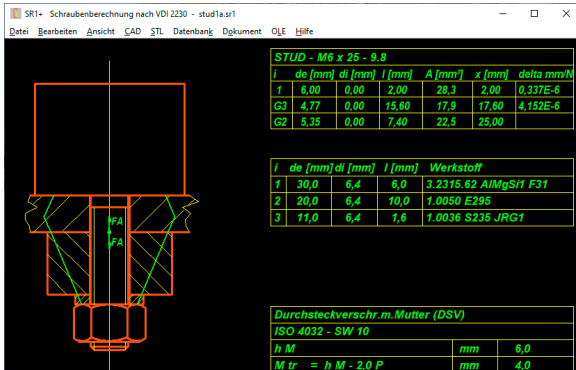 SR1+ Schraubenberechnung nach VDI 2230 - stud1a.sr1
Datei Bearbeiten Ansicht CAD STL Datenbank Dokument OLE Hilfe
STUD - M6 x 25 - 9.8
i de [mm] di [mm] l [mm] A [mm²] x [mm] delta mm/N
1 6,00 0,00 2,00 28,3 2,00 0,337E-6
G3 4,77 0,00 15,60 17,9 17,60 4,152E-6
G2 5,35 0,00 7,40 22,5 25,00
i de [mm] di [mm] l [mm] Werkstoff
1 30,0 6,4 6,0 3.2315.62 AlMgSi1 F31
2 20,0 6,4 10,0 1.0050 E295
3 11,0 6,4 1,6 1.0036 S235 JRG1
FA
FA
Durchsteckverschr.m.Mutter (DSV)
ISO 4032 - SW 10
h M mm 6,0
M tr = h M - 2,0 P mm 4,0